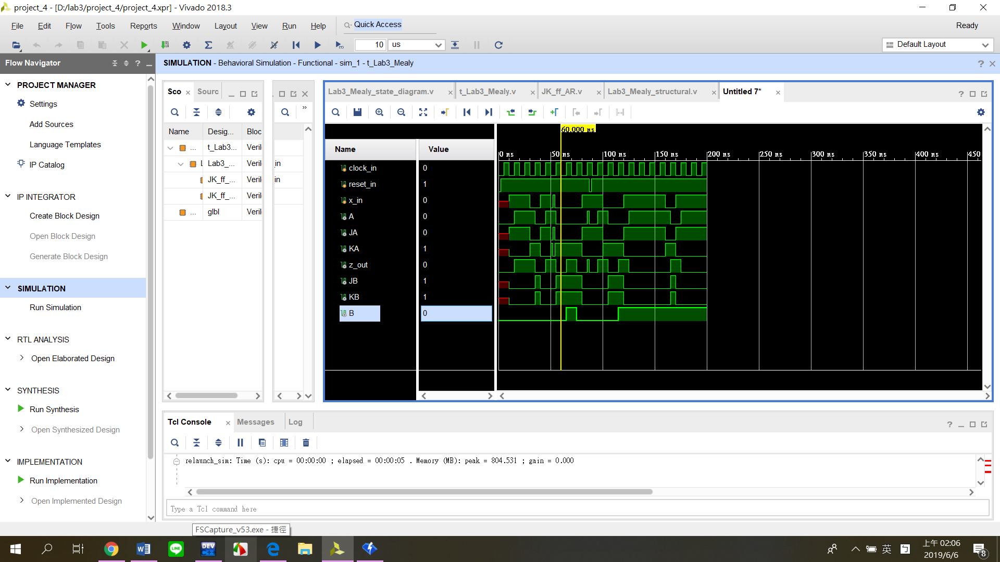 project_4 - [D:/lab3/project_4/project_4.xpr] - Vivado 2018.3
File Edit Flow Tools Reports Window Layout View Run Help Quick Access Ready
10 us Default Layout
Flow Navigator
SIMULATION - Behavioral Simulation - Functional - sim_1 - t_Lab3_Mealy
PROJECT MANAGER
Settings
Add Sources
Language Templates
IP Catalog
IP INTEGRATOR
Create Block Design
Open Block Design
Generate Block Design
SIMULATION
Run Simulation
RTL ANALYSIS
Open Elaborated Design
SYNTHESIS
Run Synthesis
Open Synthesized Design
IMPLEMENTATION
Run Implementation
Open Implemented Design
Sco Sourc
Name Desig... Bloc
... t_Lab3... Veril
L Lab3_... Veril
JK_ff_... Veril
JK_ff_... Veril
... glbl Veril
in
in
Lab3_Mealy_state_diagram.v t_Lab3_Mealy.v JK_ff_AR.v Lab3_Mealy_structural.v Untitled 7*
60.000 ns
Name Value
0 ns 50 ns 100 ns 150 ns 200 ns 250 ns 300 ns 350 ns 400 ns 450
clock_in 0
reset_in 1
x_in 0
A 0
JA 0
KA 1
z_out 0
JB 1
KB 1
B 0
Tcl Console Messages Log
relaunch_sim: Time (s): cpu = 00:00:00 ; elapsed = 00:00:05 . Memory (MB): peak = 804.531 ; gain = 0.000
Type a Tcl command here
FSCapture_v53.exe - 捷徑
LINE
DEV
C++
英
上午 02:06
2019/6/6
8